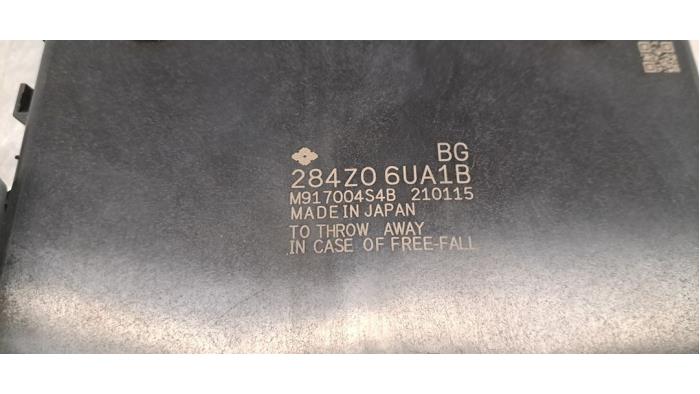 BG
284Z0 6UA1B
M917004S4B 210115
MADE IN JAPAN
TO THROW AWAY
IN CASE OF FREE-FALL